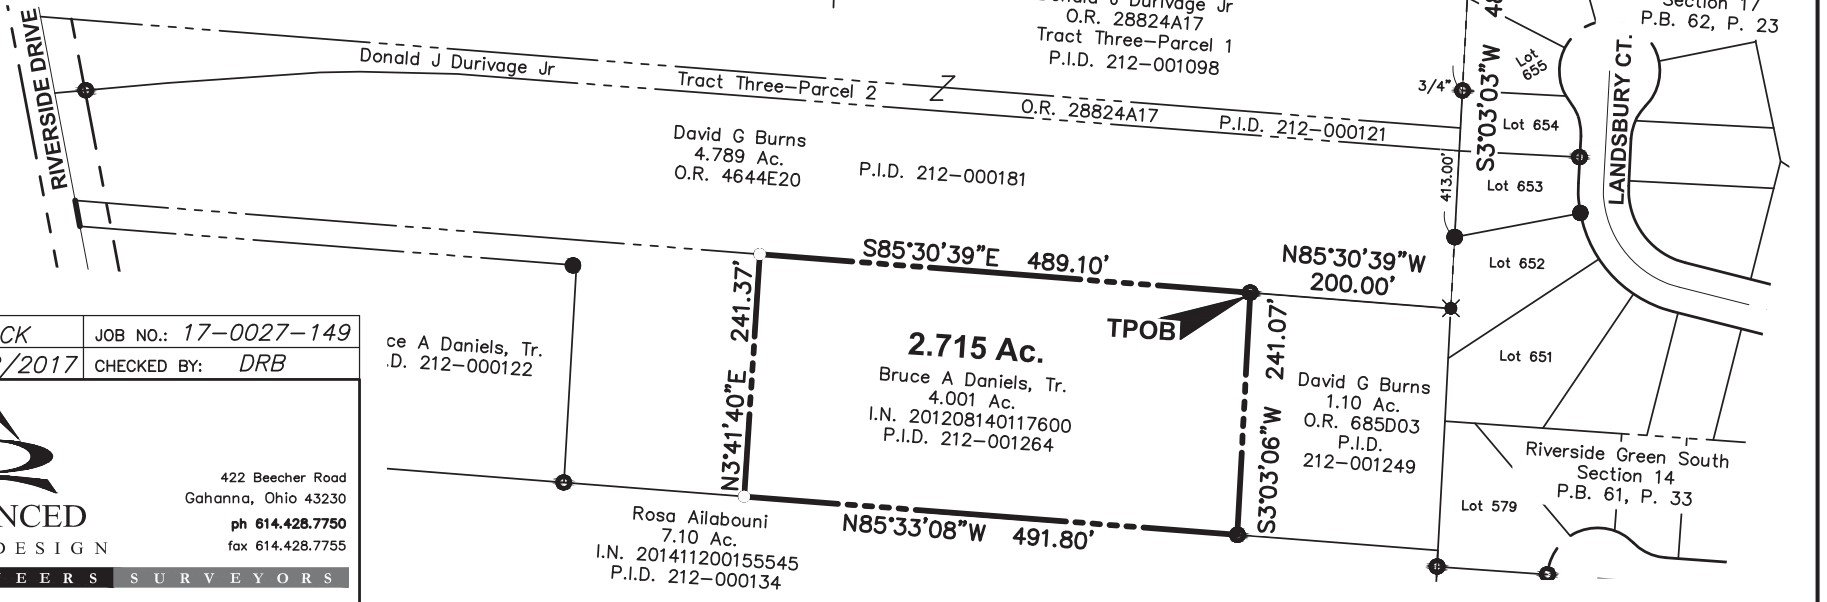 Donald J Durivage Jr
O.R. 28824A17
Tract Three-Parcel 1
P.I.D. 212-001098
Section 17
P.B. 62, P. 23
RIVERSIDE DRIVE
Donald J Durivage Jr
Tract Three-Parcel 2
Z
O.R. 28824A17
P.I.D. 212-000121
3/4"
S3°03'03"W
48
413.00'
Lot
655
Lot 654
Lot 653
Lot 652
Lot 651
LANDSBURY CT.
David G Burns
4.789 Ac.
O.R. 4644E20
P.I.D. 212-000181
S85°30'39"E 489.10'
N85°30'39"W
200.00'
TPOB
N3°41'40"E 241.37'
2.715 Ac.
Bruce A Daniels, Tr.
4.001 Ac.
I.N. 201208140117600
P.I.D. 212-001264
S3°03'06"W 241.07'
David G Burns
1.10 Ac.
O.R. 685D03
P.I.D.
212-001249
ce A Daniels, Tr.
.D. 212-000122
N85°33'08"W 491.80'
Rosa Ailabouni
7.10 Ac.
I.N. 201411200155545
P.I.D. 212-000134
Riverside Green South
Section 14
P.B. 61, P. 33
Lot 579
CK
JOB NO.: 17-0027-149
/2017
CHECKED BY: DRB
422 Beecher Road
Gahanna, Ohio 43230
ph 614.428.7750
fax 614.428.7755
NCED
DESIGN
EERS SURVEYORS